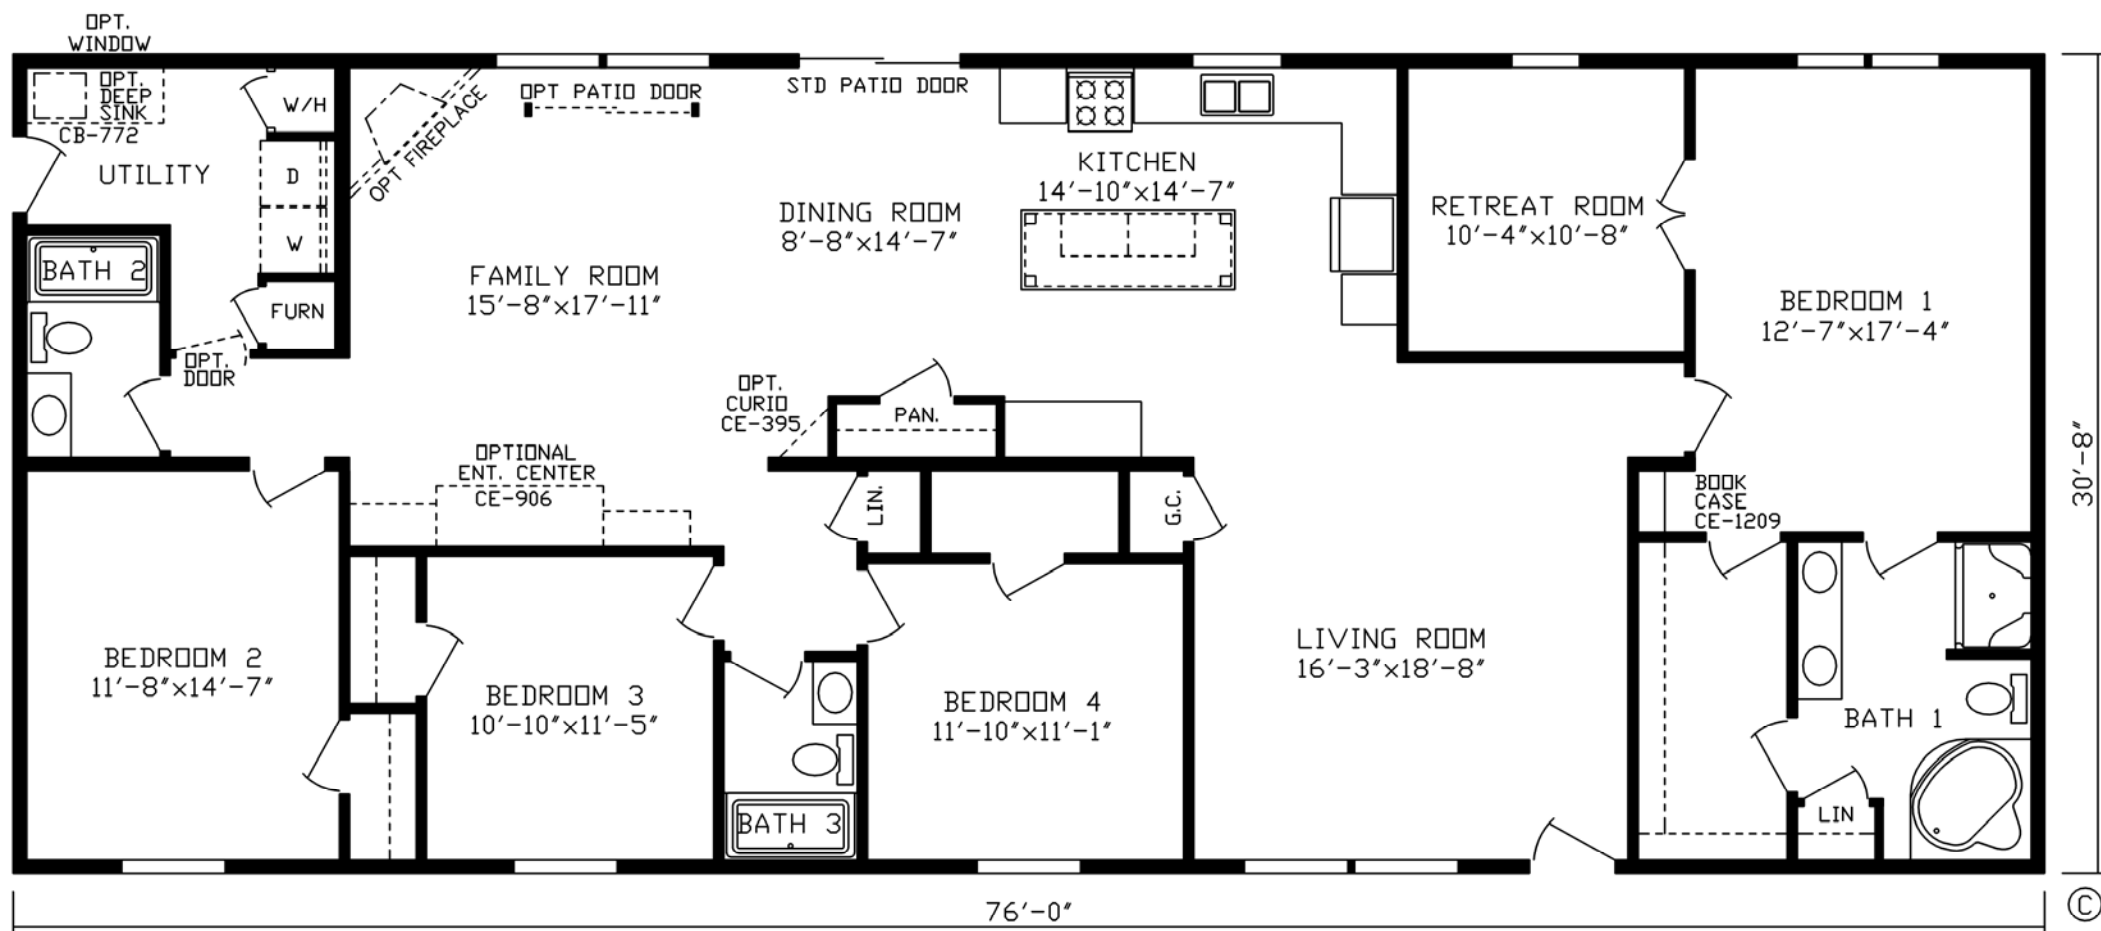 OPT.
WINDOW
OPT.
DEEP
SINK
CB-772
W/H
UTILITY
D
W
FURN
BATH 2
OPT.
DOOR
OPT FIREPLACE
OPT PATIO DOOR
STD PATIO DOOR
FAMILY ROOM
15'-8"x17'-11"
DINING ROOM
8'-8"x14'-7"
KITCHEN
14'-10"x14'-7"
RETREAT ROOM
10'-4"x10'-8"
BEDROOM 1
12'-7"x17'-4"
OPT.
CURIO
CE-395
PAN.
OPTIONAL
ENT. CENTER
CE-906
LIN.
G.C.
BOOK
CASE
CE-1209
BEDROOM 2
11'-8"x14'-7"
BEDROOM 3
10'-10"x11'-5"
BATH 3
BEDROOM 4
11'-10"x11'-1"
LIVING ROOM
16'-3"x18'-8"
BATH 1
LIN
30'-8"
76'-0"
©